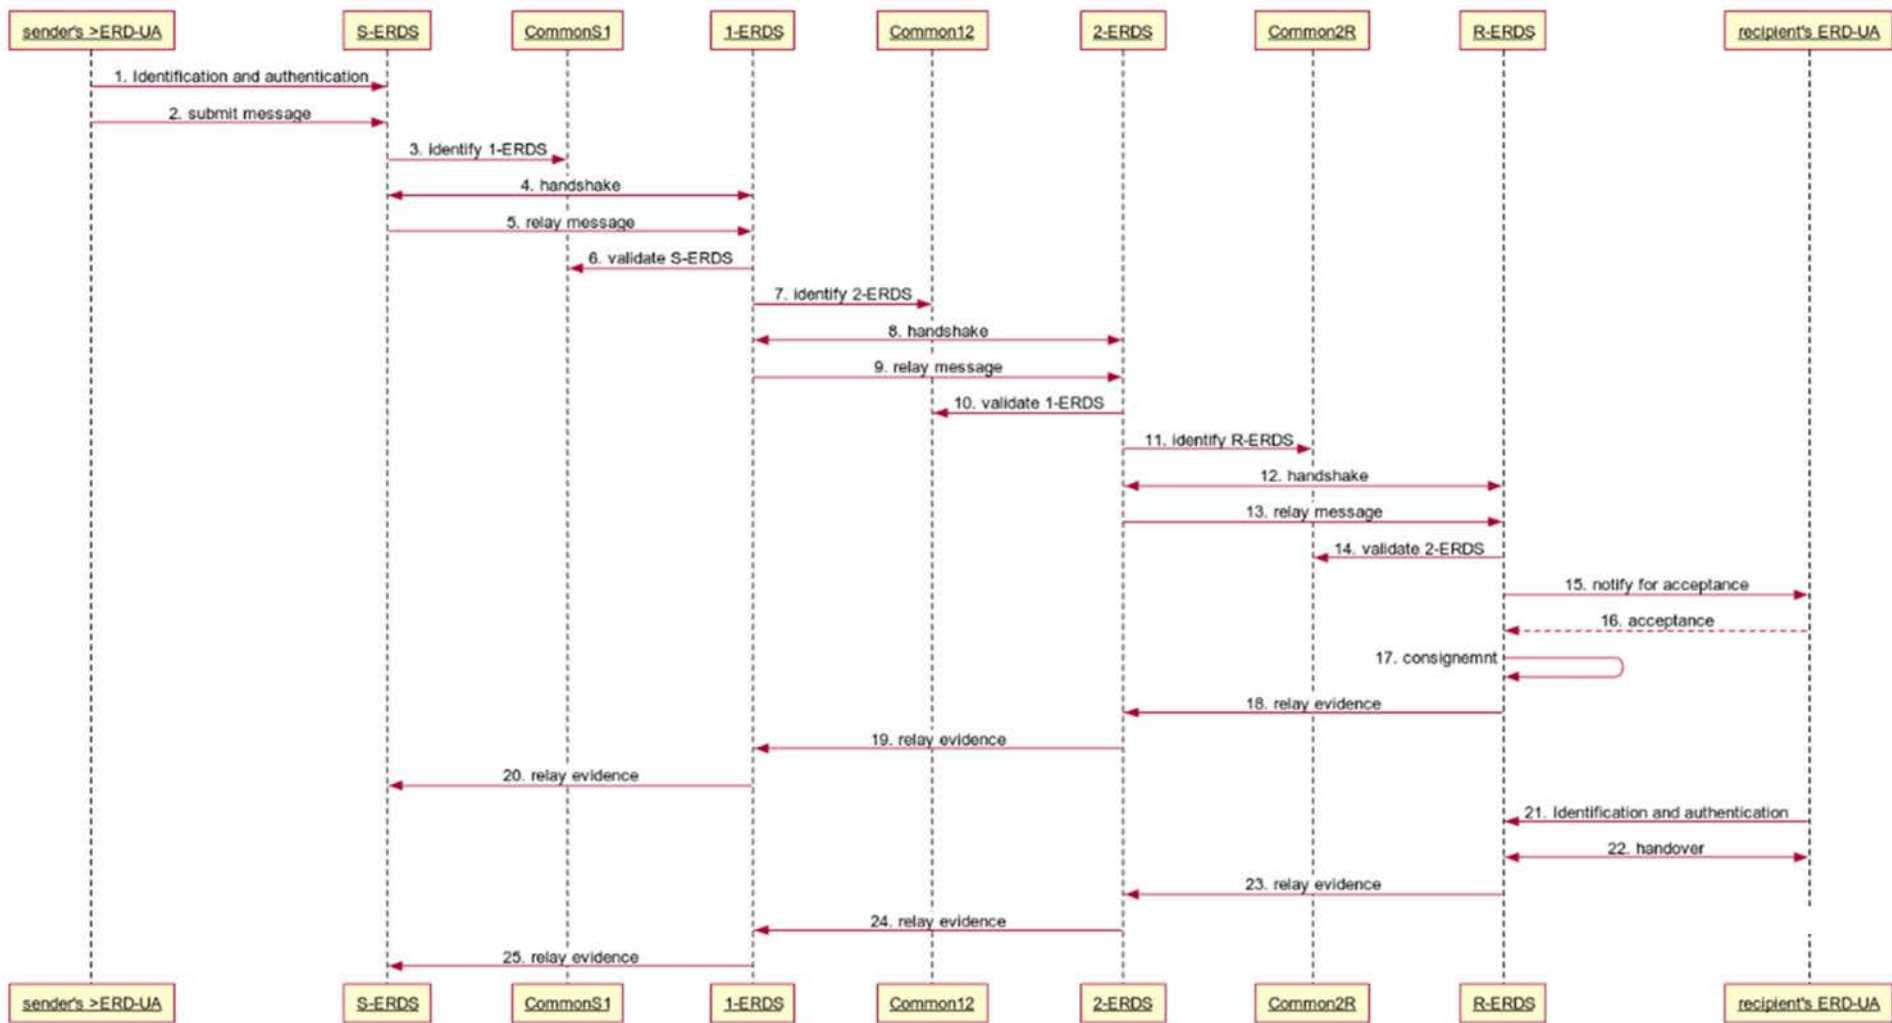 sender's >ERD-UA S-ERDS CommonS1 1-ERDS Common12 2-ERDS Common2R R-ERDS recipient's ERD-UA
1. Identification and authentication
2. submit message
3. identify 1-ERDS
4. handshake
5. relay message
6. validate S-ERDS
7. identify 2-ERDS
8. handshake
9. relay message
10. validate 1-ERDS
11. identify R-ERDS
12. handshake
13. relay message
14. validate 2-ERDS
15. notify for acceptance
16. acceptance
17. consignemnt
18. relay evidence
19. relay evidence
20. relay evidence
21. Identification and authentication
22. handover
23. relay evidence
24. relay evidence
25. relay evidence
sender's >ERD-UA S-ERDS CommonS1 1-ERDS Common12 2-ERDS Common2R R-ERDS recipient's ERD-UA